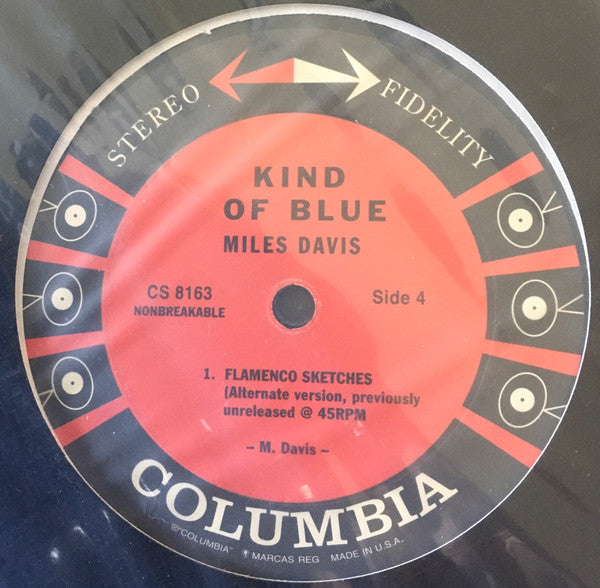 STEREO FIDELITY
KIND
OF BLUE
MILES DAVIS
CS 8163
NONBREAKABLE
Side 4
1. FLAMENCO SKETCHES
(Alternate version, previously
unreleased @ 45RPM
– M. Davis –
COLUMBIA
® "COLUMBIA" MARCAS REG MADE IN U.S.A.